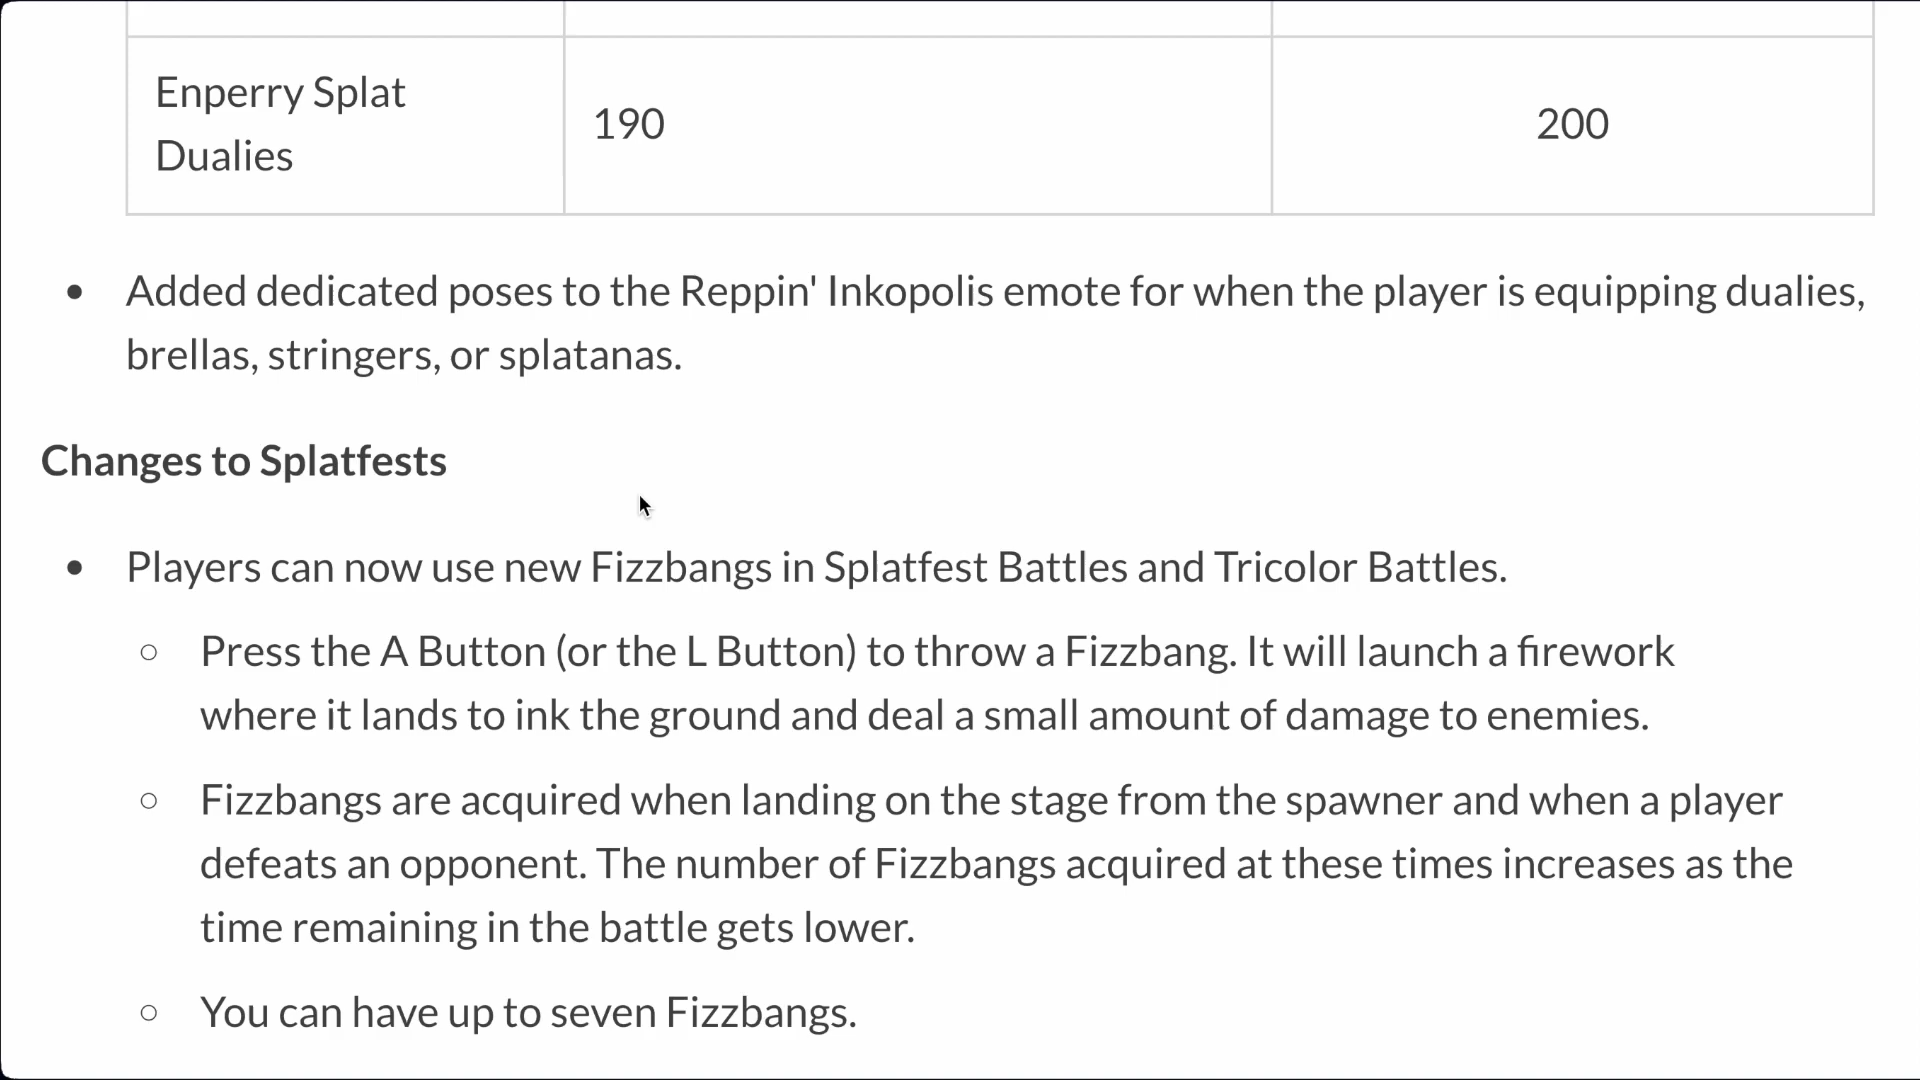 Enperry Splat
Dualies
190
200
Added dedicated poses to the Reppin' Inkopolis emote for when the player is equipping dualies,
brellas, stringers, or splatanas.
Changes to Splatfests
Players can now use new Fizzbangs in Splatfest Battles and Tricolor Battles.
Press the A Button (or the L Button) to throw a Fizzbang. It will launch a firework
where it lands to ink the ground and deal a small amount of damage to enemies.
Fizzbangs are acquired when landing on the stage from the spawner and when a player
defeats an opponent. The number of Fizzbangs acquired at these times increases as the
time remaining in the battle gets lower.
You can have up to seven Fizzbangs.